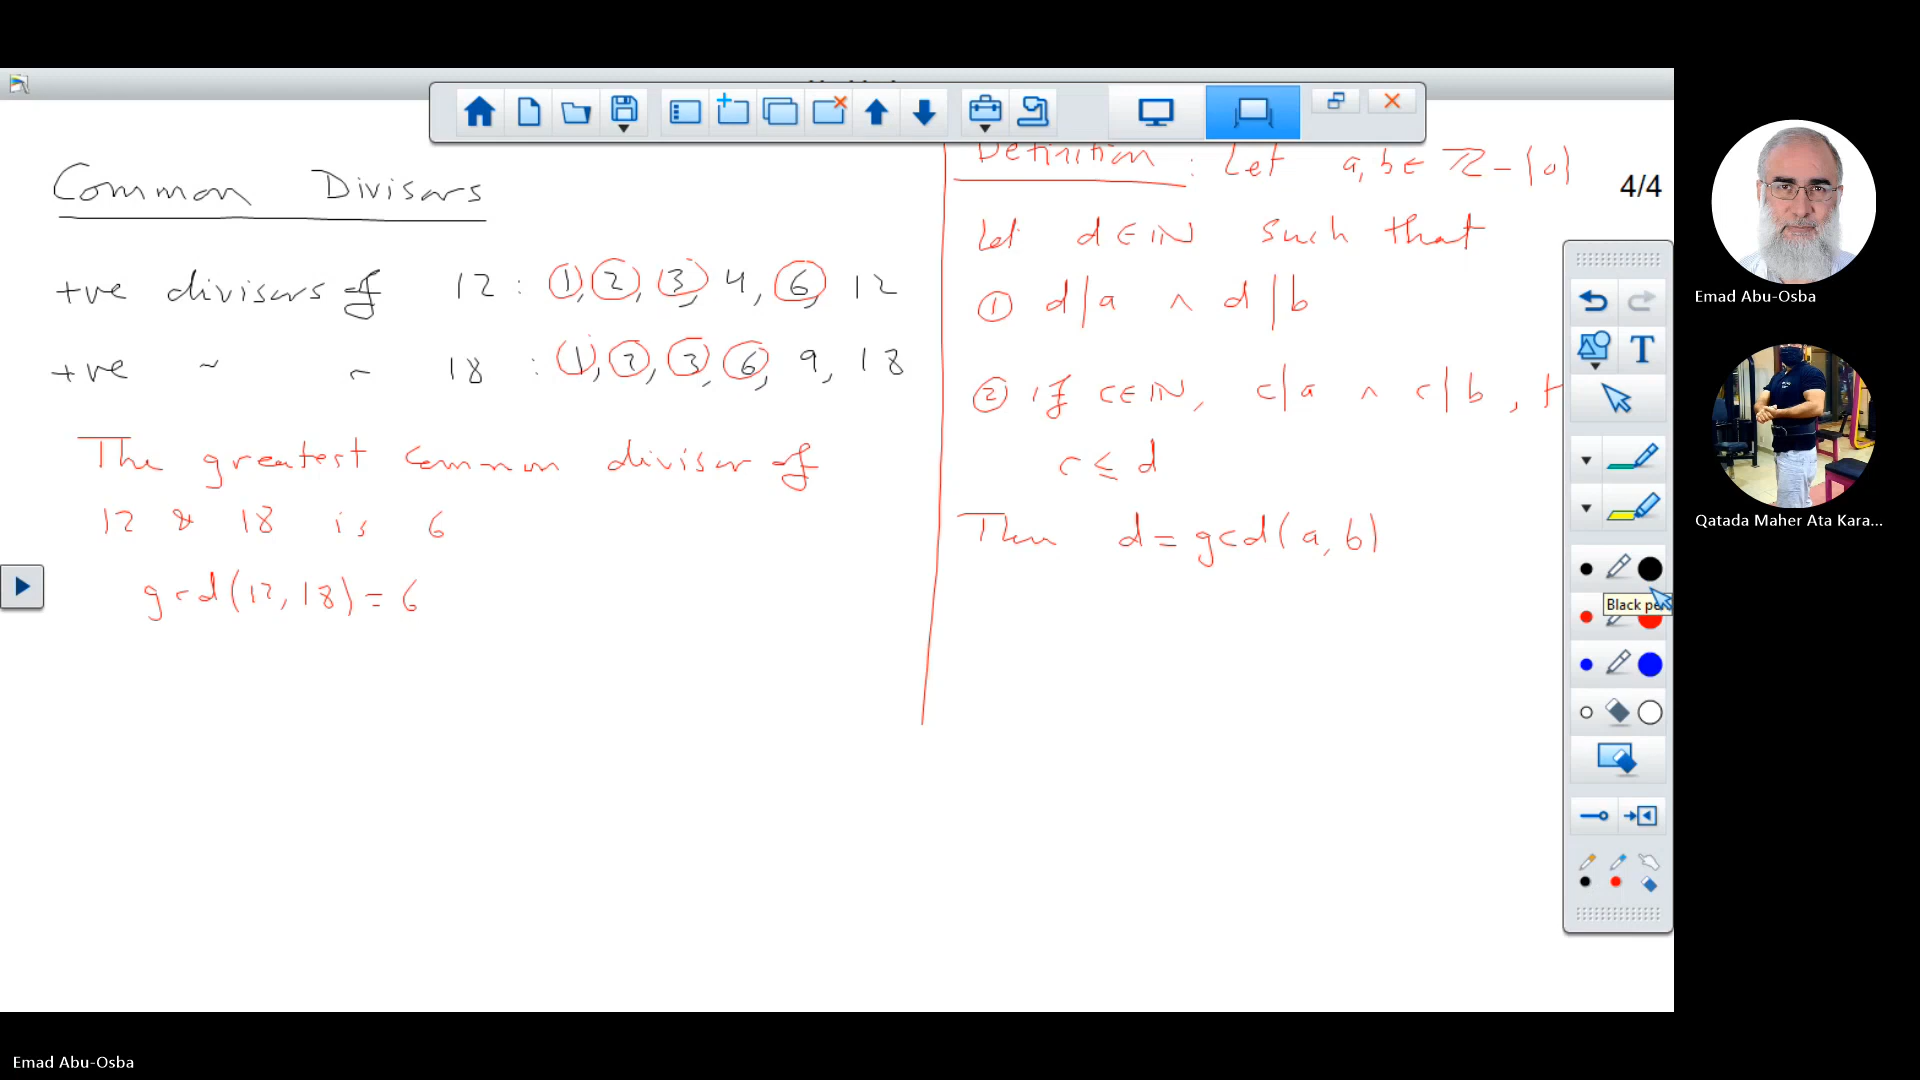 4/4
Common Divisors
+ve divisors of 12 : 1, 2, 3, 4, 6, 12
+ve ~ ~ 18 : 1, 2, 3, 6, 9, 18
The greatest common divisor of
12 & 18 is 6
gcd(12, 18) = 6
Definition : Let a, b ∈ ℤ - {0}
Let d ∈ ℕ such that
① d|a ∧ d|b
② If c ∈ ℕ, c|a ∧ c|b ,
c ≤ d
Then d = gcd(a, b)
T
Black pe
Emad Abu-Osba
Qatada Maher Ata Kara...
Emad Abu-Osba